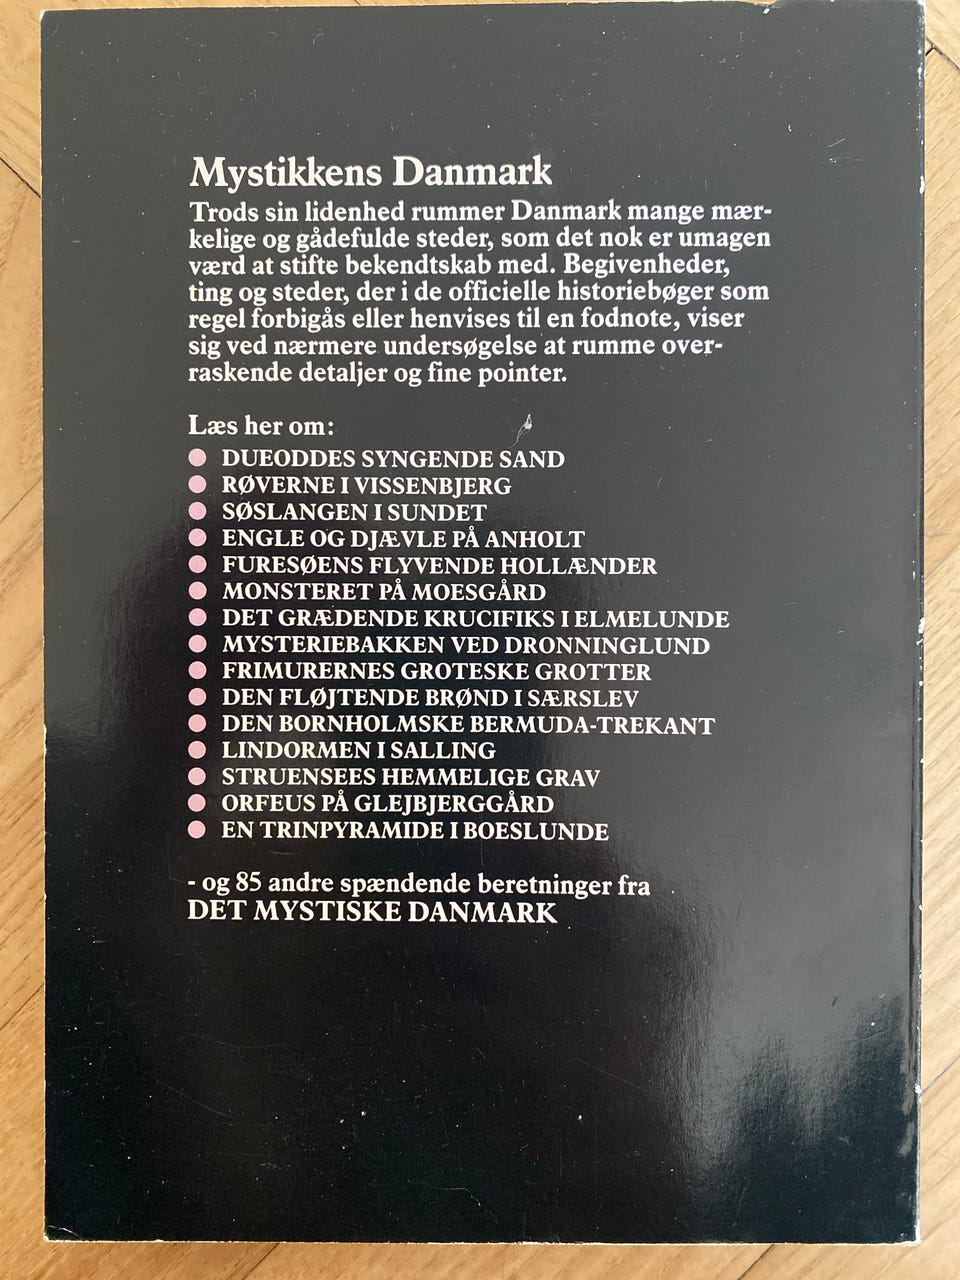 Mystikkens Danmark
Trods sin lidenhed rummer Danmark mange mær-
kelige og gådefulde steder, som det nok er umagen
værd at stifte bekendtskab med. Begivenheder,
ting og steder, der i de officielle historiebøger som
regel forbigås eller henvises til en fodnote, viser
sig ved nærmere undersøgelse at rumme over-
raskende detaljer og fine pointer.
Læs her om:
● DUEODDES SYNGENDE SAND
● RØVERNE I VISSENBJERG
● SØSLANGEN I SUNDET
● ENGLE OG DJÆVLE PÅ ANHOLT
● FURESØENS FLYVENDE HOLLÆNDER
● MONSTERET PÅ MOESGÅRD
● DET GRÆDENDE KRUCIFIKS I ELMELUNDE
● MYSTERIEBAKKEN VED DRONNINGLUND
● FRIMURERNES GROTESKE GROTTER
● DEN FLØJTENDE BRØND I SÆRSLEV
● DEN BORNHOLMSKE BERMUDA-TREKANT
● LINDORMEN I SALLING
● STRUENSEES HEMMELIGE GRAV
● ORFEUS PÅ GLEJBJERGGÅRD
● EN TRINPYRAMIDE I BOESLUNDE
- og 85 andre spændende beretninger fra
DET MYSTISKE DANMARK